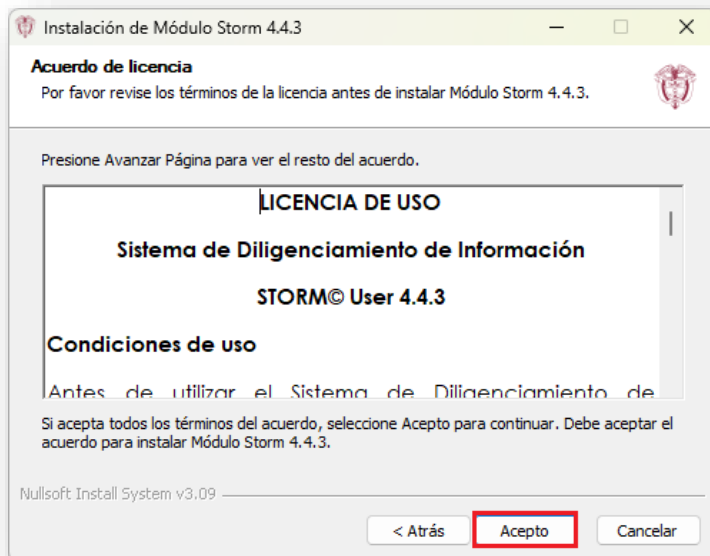 Instalación de Módulo Storm 4.4.3
Acuerdo de licencia
Por favor revise los términos de la licencia antes de instalar Módulo Storm 4.4.3.
Presione Avanzar Página para ver el resto del acuerdo.
LICENCIA DE USO
Sistema de Diligenciamiento de Información
STORM© User 4.4.3
Condiciones de uso
Antes de utilizar el Sistema de Diligenciamiento de
Si acepta todos los términos del acuerdo, seleccione Acepto para continuar. Debe aceptar el
acuerdo para instalar Módulo Storm 4.4.3.
Nullsoft Install System v3.09
< Atrás Acepto Cancelar